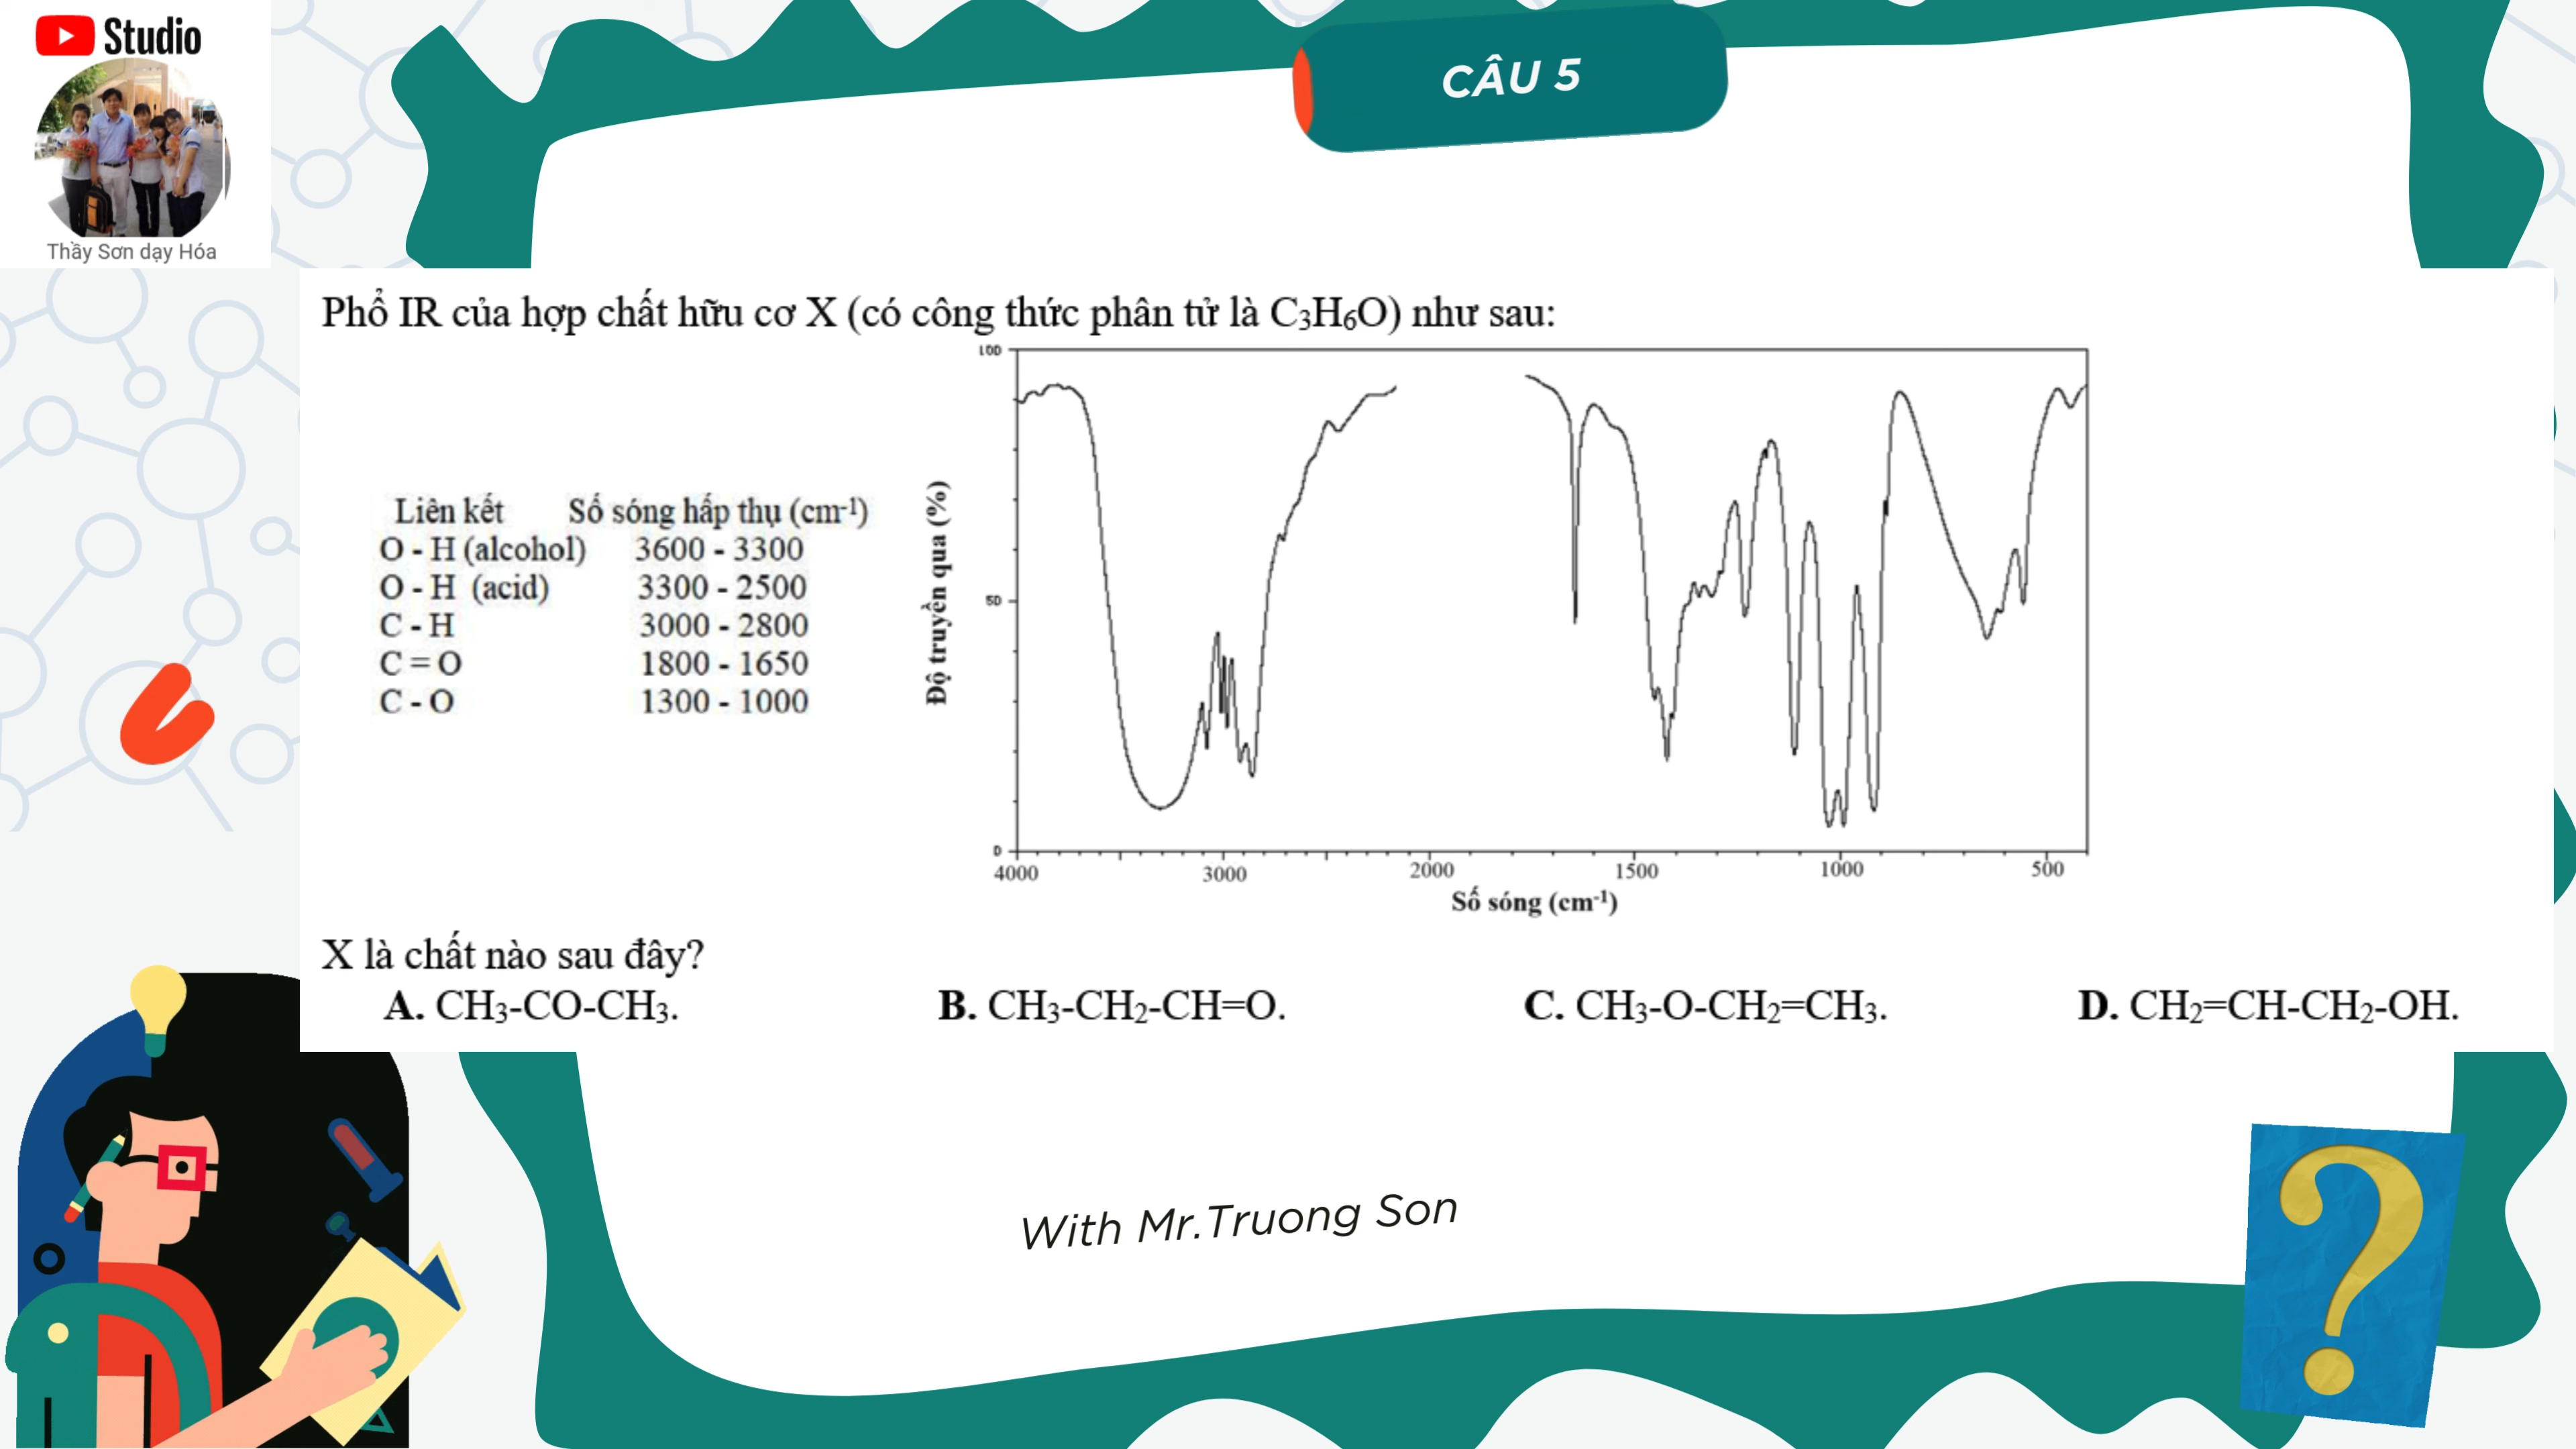 Studio
Thầy Sơn dạy Hóa
CÂU 5
Phổ IR của hợp chất hữu cơ X (có công thức phân tử là C₃H₆O) như sau:
Liên kết Số sóng hấp thụ (cm⁻¹)
O - H (alcohol) 3600 - 3300
O - H (acid) 3300 - 2500
C - H 3000 - 2800
C = O 1800 - 1650
C - O 1300 - 1000
Độ truyền qua (%)
100
50
0
4000 3000 2000 1500 1000 500
Số sóng (cm⁻¹)
X là chất nào sau đây?
A. CH₃-CO-CH₃. B. CH₃-CH₂-CH=O. C. CH₃-O-CH₂=CH₃. D. CH₂=CH-CH₂-OH.
With Mr.Truong Son